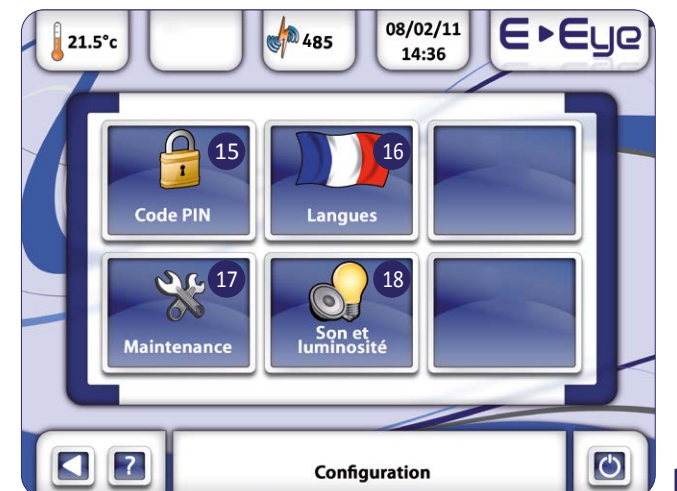 21.5°c
485
08/02/11
14:36
E▶Eye
15
Code PIN
16
Langues
17
Maintenance
18
Son et
luminosité
?
Configuration